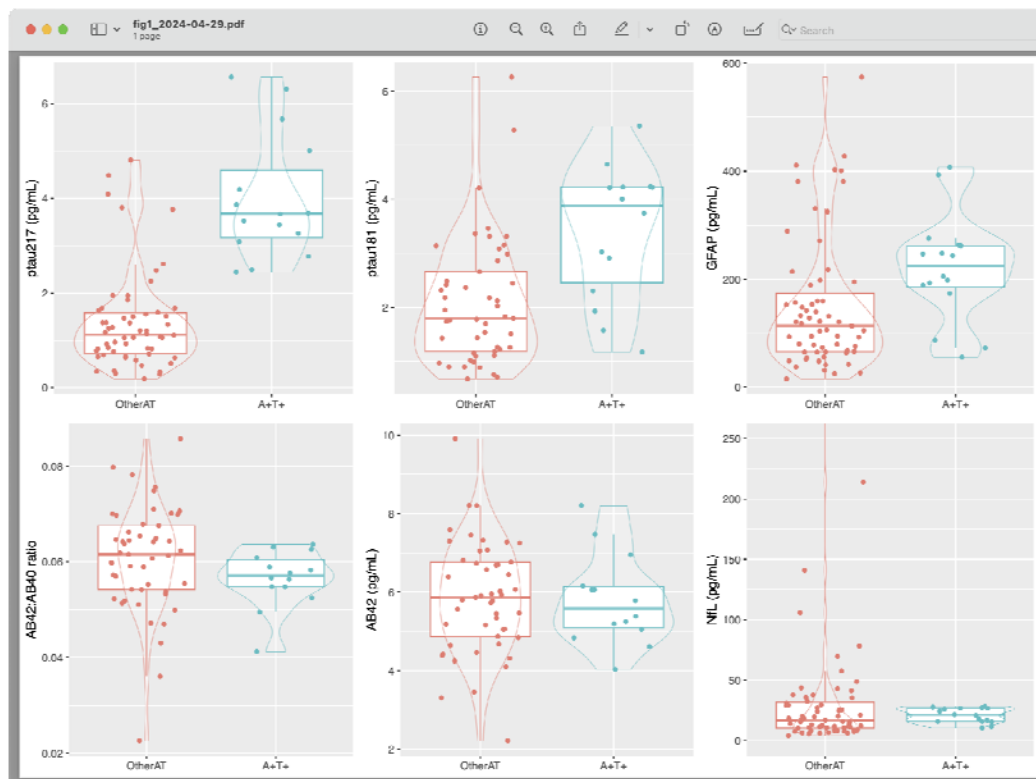 fig1_2024-04-29.pdf
1 page
Search
ptau217 (pg/mL)
6
4
2
0
OtherAT
A+T+
ptau181 (pg/mL)
6
4
2
OtherAT
A+T+
GFAP (pg/mL)
600
400
200
0
OtherAT
A+T+
AB42:AB40 ratio
0.08
0.06
0.04
0.02
OtherAT
A+T+
AB42 (pg/mL)
10
8
6
4
2
OtherAT
A+T+
NfL (pg/mL)
250
200
150
100
50
0
OtherAT
A+T+